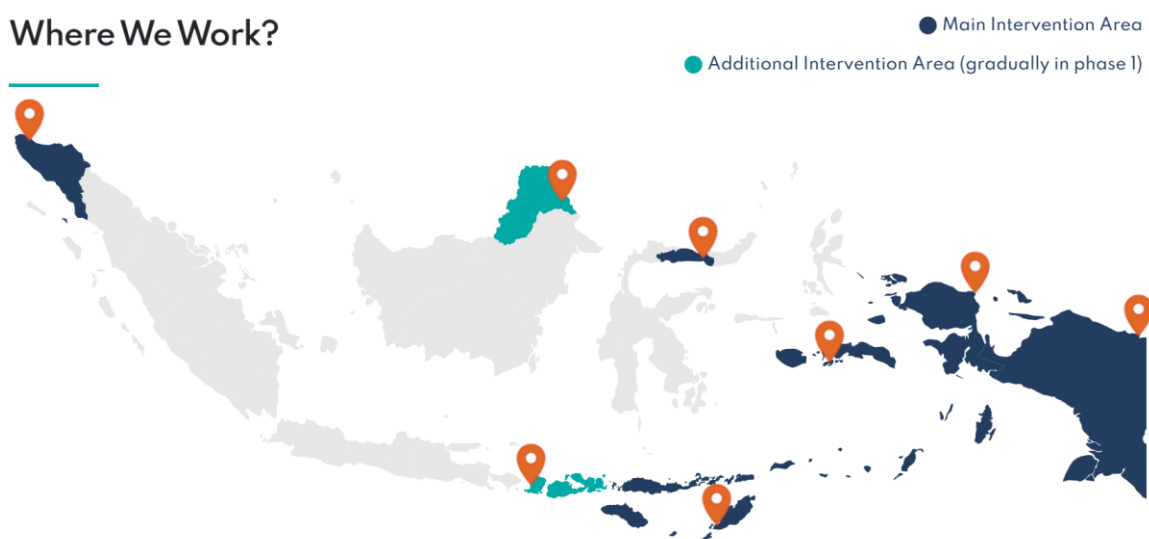 Where We Work?
Main Intervention Area
Additional Intervention Area (gradually in phase 1)